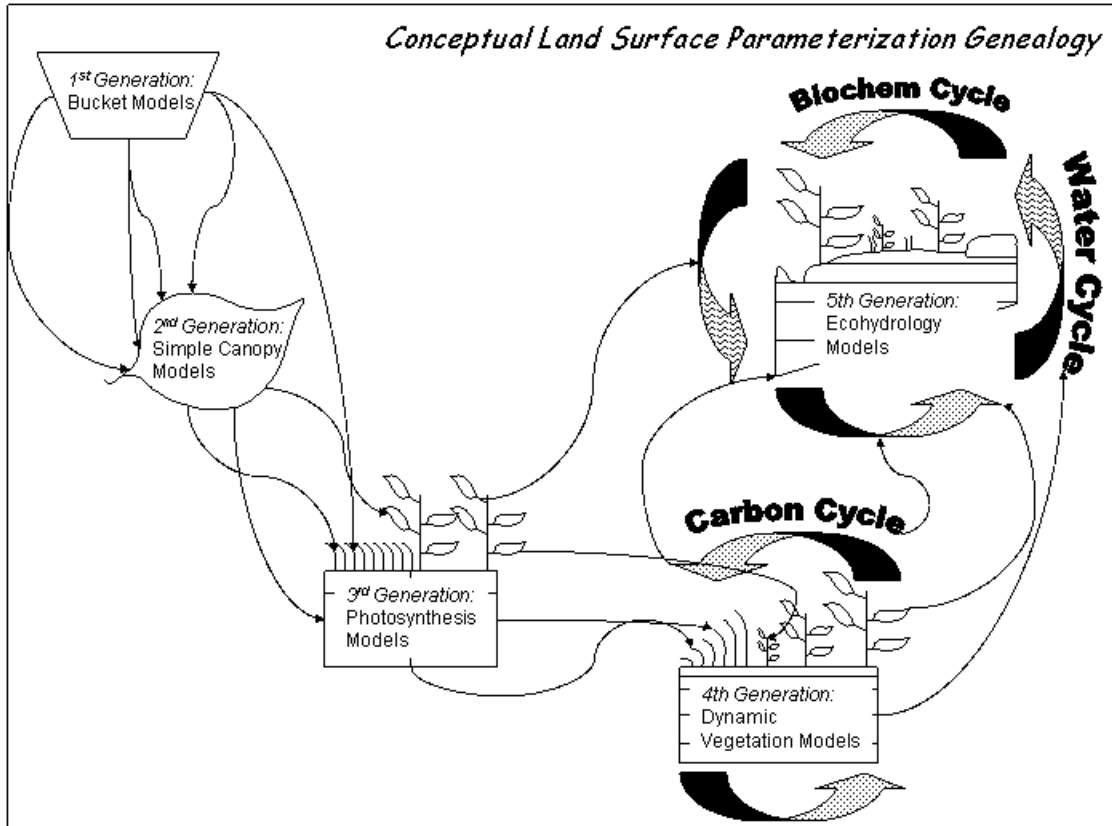 Conceptual Land Surface Parameterization Genealogy
1st Generation:
Bucket Models
Biochem Cycle
Water Cycle
2nd Generation:
Simple Canopy
Models
5th Generation:
Ecohydrology
Models
Carbon Cycle
3rd Generation:
Photosynthesis
Models
4th Generation:
Dynamic
Vegetation Models